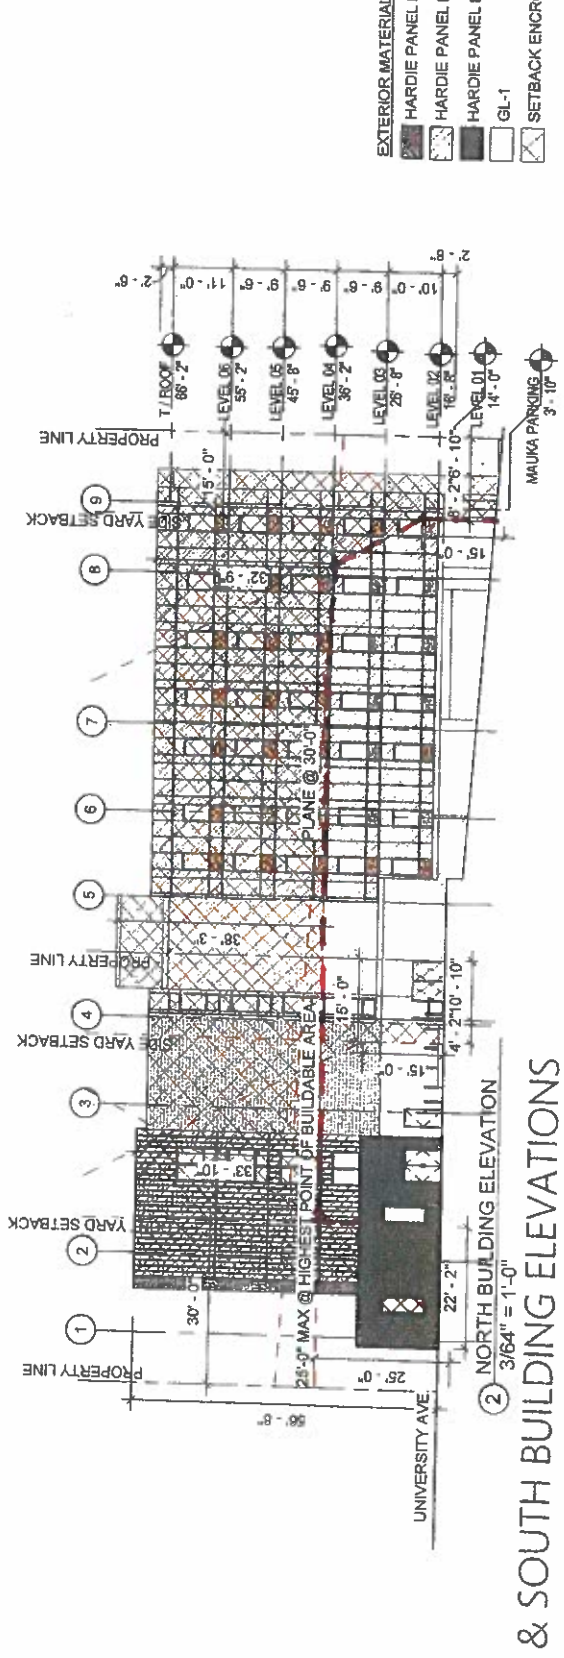 EXTERIOR MATERIAL
HARDIE PANEL
HARDIE PANEL
HARDIE PANEL
GL-1
SETBACK ENCRO
PROPERTY LINE
YARD SETBACK
SIDE YARD SETBACK
PROPERTY LINE
SIDE YARD SETBACK
PROPERTY LINE
1
2
3
4
5
6
7
8
9
T / ROOF
66' - 2"
LEVEL 06
55' - 2"
LEVEL 05
45' - 8"
LEVEL 04
36' - 2"
LEVEL 03
26' - 8"
LEVEL 02
16' - 8"
LEVEL 01
14' - 0"
MAUKA PARKING
3' - 10"
2' - 6"
11' - 0"
9' - 6"
9' - 6"
9' - 6"
10' - 0"
2' - 8"
56' - 8"
30' - 0"
33' - 10"
38' - 3"
32' - 9"
15' - 0"
25'-0" MAX @ HIGHEST POINT OF BUILDABLE AREA
PLANE @ 30'-0"
25' - 0"
15' - 0"
15' - 0"
15' - 0"
22' - 2"
4' - 2"
10' - 10"
6' - 10"
UNIVERSITY AVE.
2
NORTH BUILDING ELEVATION
3/64" = 1'-0"
& SOUTH BUILDING ELEVATIONS